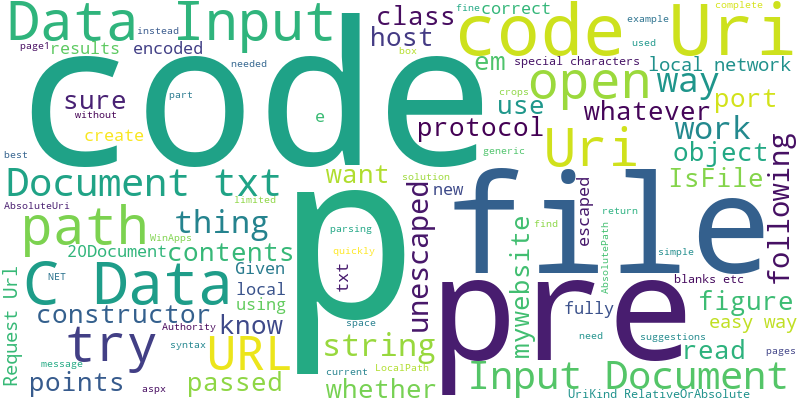 Data Input
class
fine
correct
code Uri
complete
instead
example
page1
results
encoded
host
special characters
used
box
local network
code
needed
em
open
way
sure
part
crops
port
without
use
whatever
e
protocol
create
work
generic
Uri
object
best
Document txt
want
solution
IsFile
file
following
limited
new
unescaped
escaped
AbsoluteUri
path
thing
parsing
find
return
WinApps
mywebsite
20Document
contents
quickly
AbsolutePath
simple
p
C Data
Given
txt
NET
local
blanks etc
pre
Request Url
using
fully
figure
constructor
know
Authority
space
easy way
try
URL
string
syntax
current
need
suggestions
read
pages
message
LocalPath
points
aspx
passed
whether
Input Document
UriKind RelativeOrAbsolute